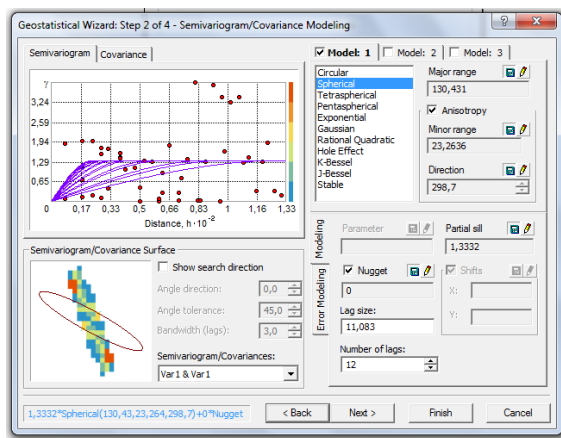 Geostatistical Wizard: Step 2 of 4 - Semivariogram/Covariance Modeling
Semivariogram
Covariance
3,24
2,59
1,94
1,29
0,65
0
0,17
0,33
0,5
0,66
0,83
1
1,16
1,33
Distance, h·10⁻²
Semivariogram/Covariance Surface
Show search direction
Angle direction:
0,0
Angle tolerance:
45,0
Bandwidth (lags):
3,0
Semivariogram/Covariances:
Var1 & Var1
Model: 1
Model: 2
Model: 3
Circular
Spherical
Tetraspherical
Pentaspherical
Exponential
Gaussian
Rational Quadratic
Hole Effect
K-Bessel
J-Bessel
Stable
Major range
130,431
Anisotropy
Minor range
23,2636
Direction
298,7
Modeling
Error Modeling
Parameter
Partial sill
1,3332
Nugget
0
Shifts
X:
Y:
Lag size:
11,083
Number of lags:
12
1,3332*Spherical(130,43,23,264,298,7)+0*Nugget
< Back
Next >
Finish
Cancel